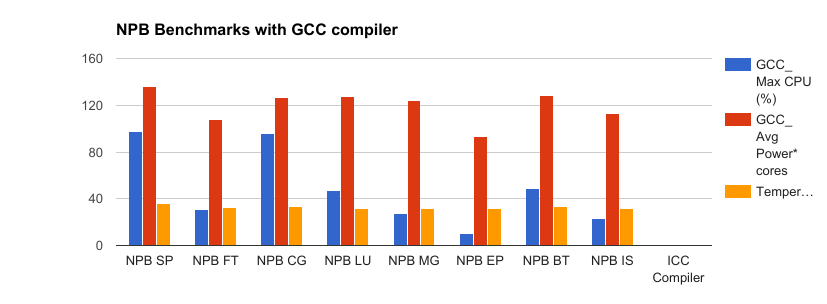 NPB Benchmarks with GCC compiler
160
120
80
40
0
NPB SP
NPB FT
NPB CG
NPB LU
NPB MG
NPB EP
NPB BT
NPB IS
ICC
Compiler
GCC_
Max CPU
(%)
GCC_
Avg
Power*
cores
Temper…